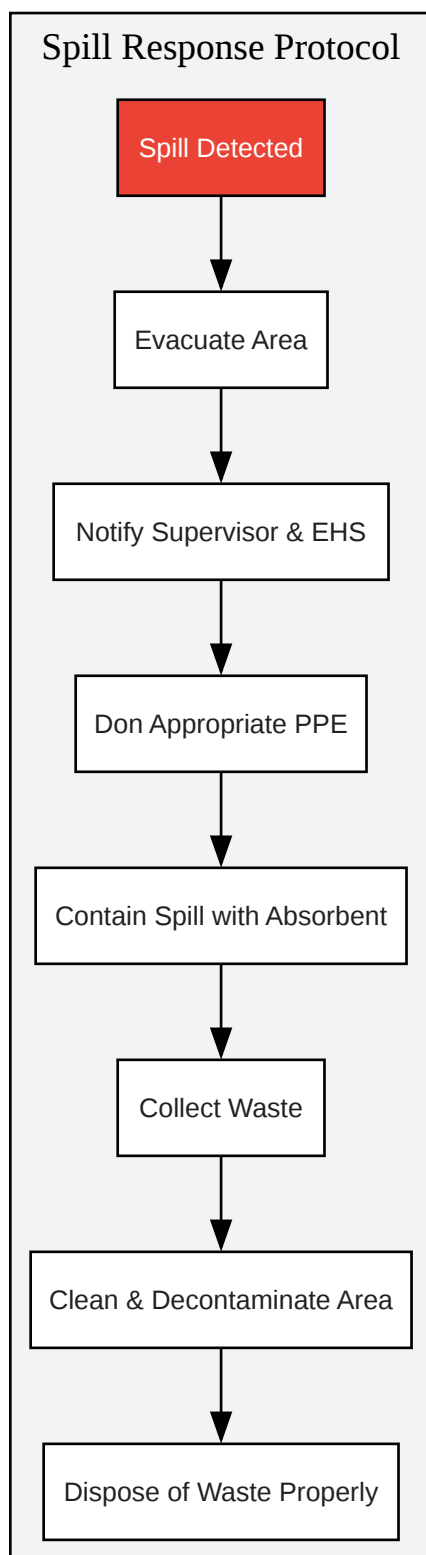 Spill Response Protocol
Spill Detected
Evacuate Area
Notify Supervisor & EHS
Don Appropriate PPE
Contain Spill with Absorbent
Collect Waste
Clean & Decontaminate Area
Dispose of Waste Properly